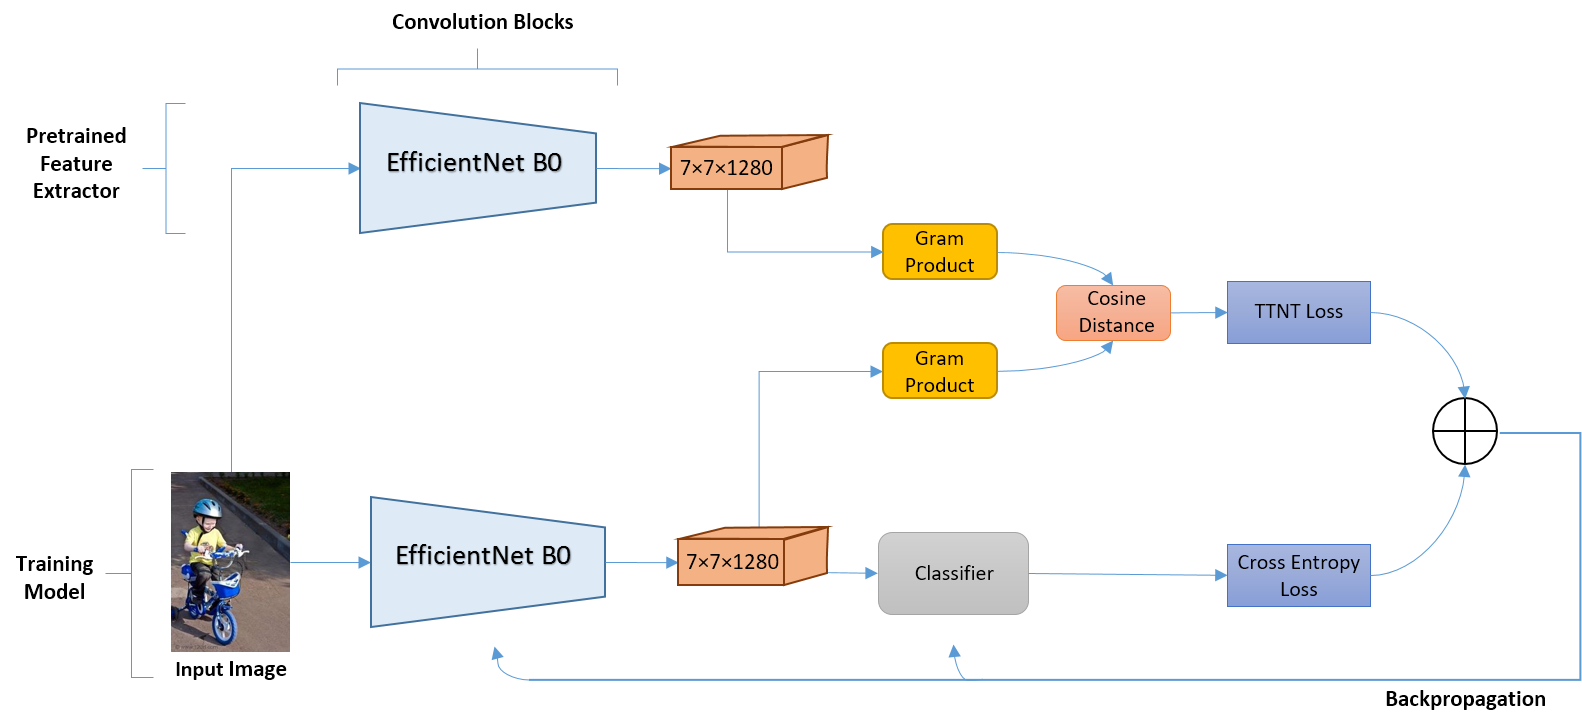 Convolution Blocks
Pretrained
Feature
Extractor
EfficientNet B0
7×7×1280
Gram
Product
Cosine
Distance
TTNT Loss
Gram
Product
Training
Model
Input Image
EfficientNet B0
7×7×1280
Classifier
Cross Entropy
Loss
Backpropagation